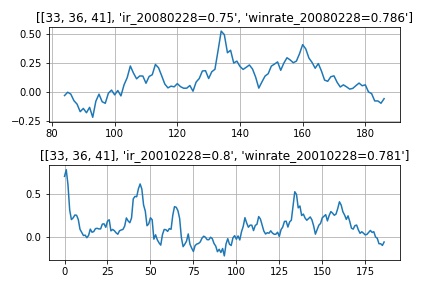 [[33, 36, 41], 'ir_20080228=0.75', 'winrate_20080228=0.786']
0.50
0.25
0.00
−0.25
80 100 120 140 160 180
[[33, 36, 41], 'ir_20010228=0.8', 'winrate_20010228=0.781']
0.5
0.0
0 25 50 75 100 125 150 175